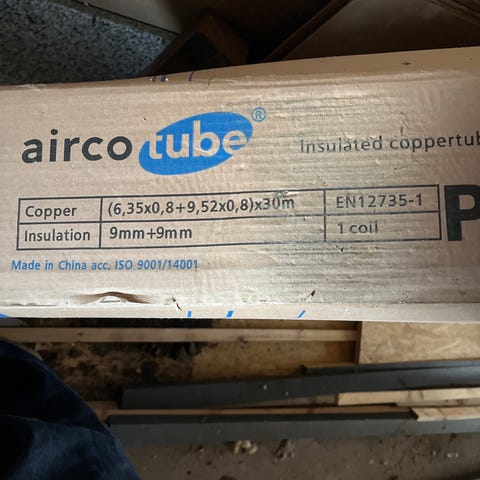 airco tube®
insulated coppertub
Copper (6,35x0,8+9,52x0,8)x30m EN12735-1
Insulation 9mm+9mm 1 coil
P
Made in China acc. ISO 9001/14001